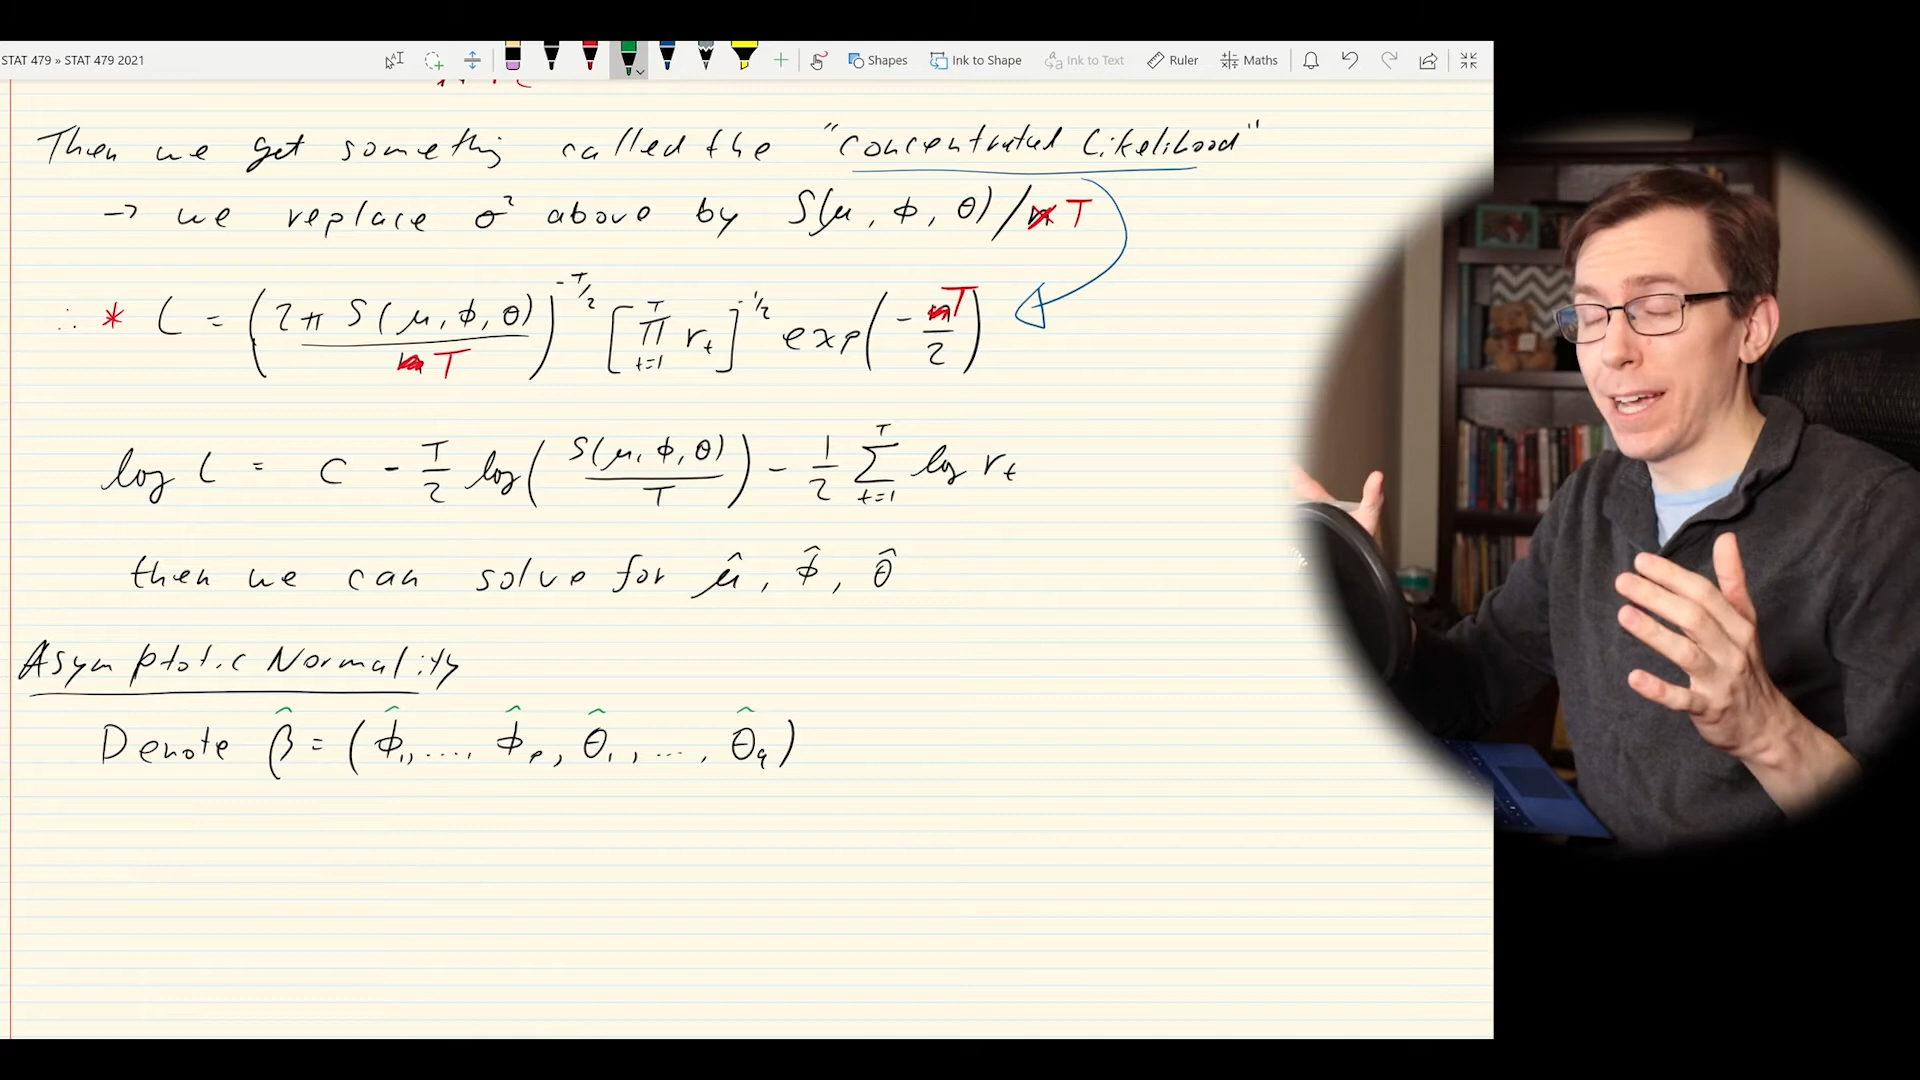 STAT 479 » STAT 479 2021
Shapes Ink to Shape Ink to Text Ruler Maths
Then we get something called the "Concentrated Likelihood"
→ we replace σ² above by S(μ, φ, θ) / T
∴ * L = (2π S(μ, φ, θ) / T)^(-T/2) [∏_{t=1}^{T} r_t]^(-1/2) exp(-T/2)
log L = C - T/2 log( S(μ, φ, θ) / T ) - 1/2 ∑_{t=1}^{T} log r_t
then we can solve for μ̂, φ̂, θ̂
Asymptotic Normality
Denote β̂ = (φ̂₁, ...., φ̂_p, θ̂₁, ...., θ̂_q)